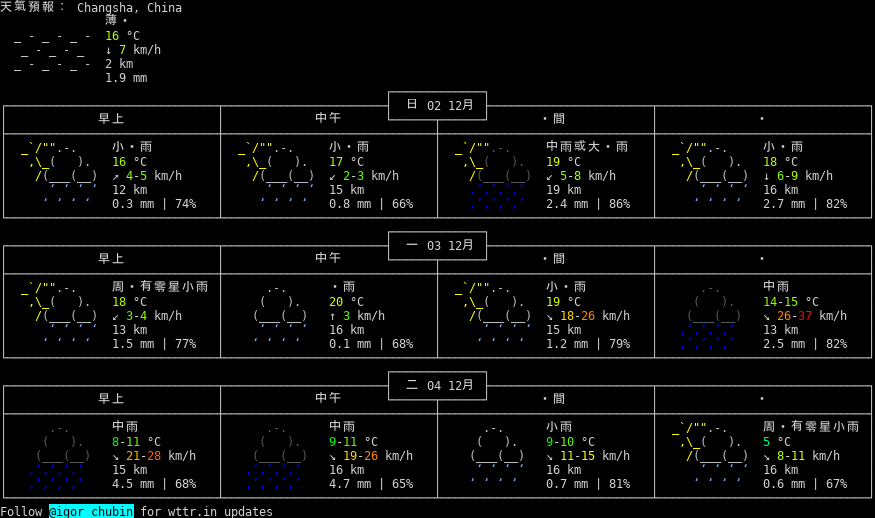 天氣預報： Changsha, China
薄・
16 °C
↓ 7 km/h
2 km
1.9 mm
日 02 12月
早上 中午 ・間 ・
小・雨 小・雨 中雨或大・雨 小・雨
16 °C 17 °C 19 °C 18 °C
↗ 4-5 km/h ↙ 2-3 km/h ↙ 5-8 km/h ↓ 6-9 km/h
12 km 15 km 19 km 16 km
0.3 mm | 74% 0.8 mm | 66% 2.4 mm | 86% 2.7 mm | 82%
一 03 12月
早上 中午 ・間 ・
周・有零星小雨 ・雨 小・雨 中雨
18 °C 20 °C 19 °C 14-15 °C
↙ 3-4 km/h ↑ 3 km/h ↘ 18-26 km/h ↘ 26-37 km/h
13 km 16 km 15 km 13 km
1.5 mm | 77% 0.1 mm | 68% 1.2 mm | 79% 2.5 mm | 82%
二 04 12月
早上 中午 ・間 ・
中雨 中雨 小雨 周・有零星小雨
8-11 °C 9-11 °C 9-10 °C 5 °C
↘ 21-28 km/h ↘ 19-26 km/h ↘ 11-15 km/h ↘ 8-11 km/h
15 km 16 km 16 km 16 km
4.5 mm | 68% 4.7 mm | 65% 0.7 mm | 81% 0.6 mm | 67%
Follow @igor_chubin for wttr.in updates